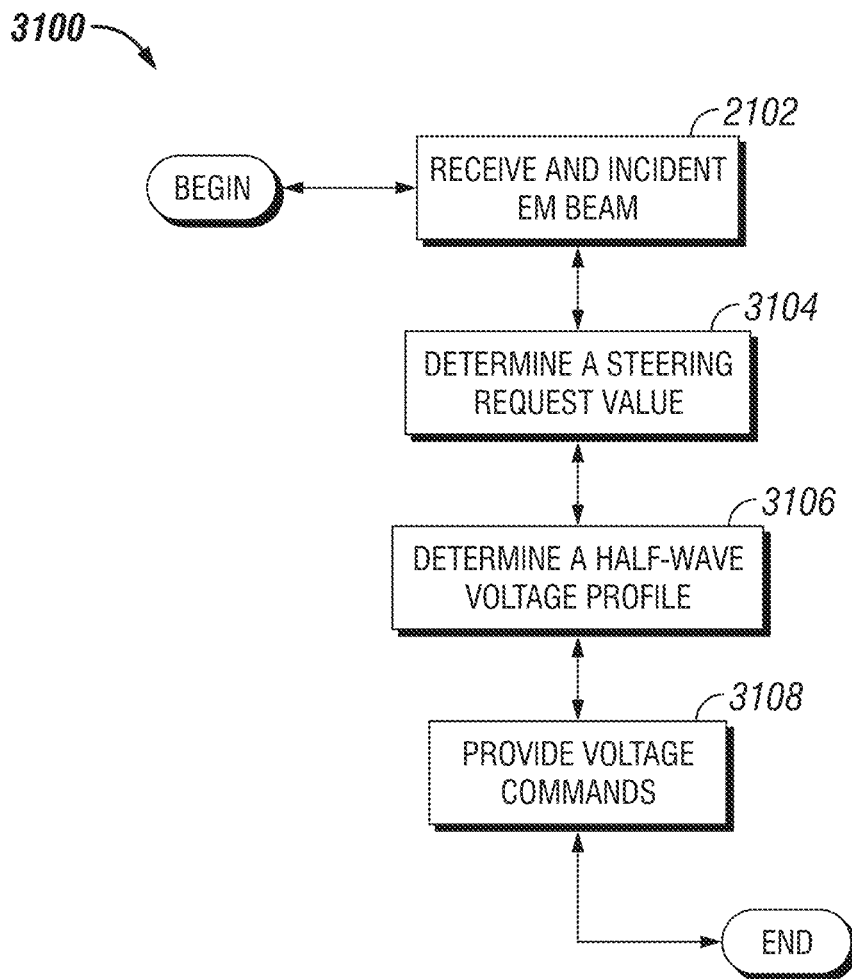 3100
2102
BEGIN
RECEIVE AND INCIDENT
EM BEAM
3104
DETERMINE A STEERING
REQUEST VALUE
3106
DETERMINE A HALF-WAVE
VOLTAGE PROFILE
3108
PROVIDE VOLTAGE
COMMANDS
END